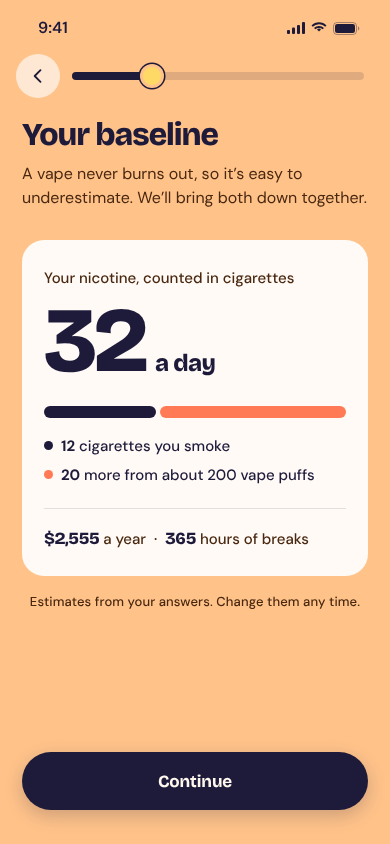 9:41
Your baseline
A vape never burns out, so it’s easy to
underestimate. We’ll bring both down together.
Your nicotine, counted in cigarettes
32 a day
12 cigarettes you smoke
20 more from about 200 vape puffs
$2,555 a year · 365 hours of breaks
Estimates from your answers. Change them any time.
Continue